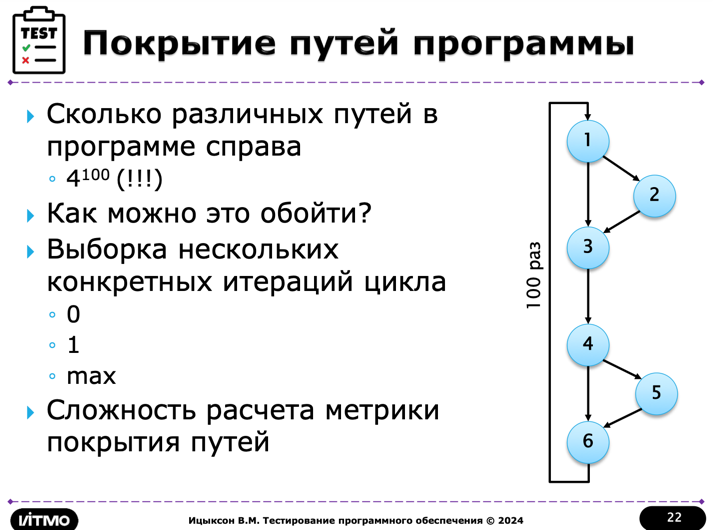 TEST
Покрытие путей программы
Сколько различных путей в
программе справа
4¹⁰⁰ (!!!)
Как можно это обойти?
Выборка нескольких
конкретных итераций цикла
0
1
max
Сложность расчета метрики
покрытия путей
100 раз
1
2
3
4
5
6
ИТМО
Ицыксон В.М. Тестирование программного обеспечения © 2024
22